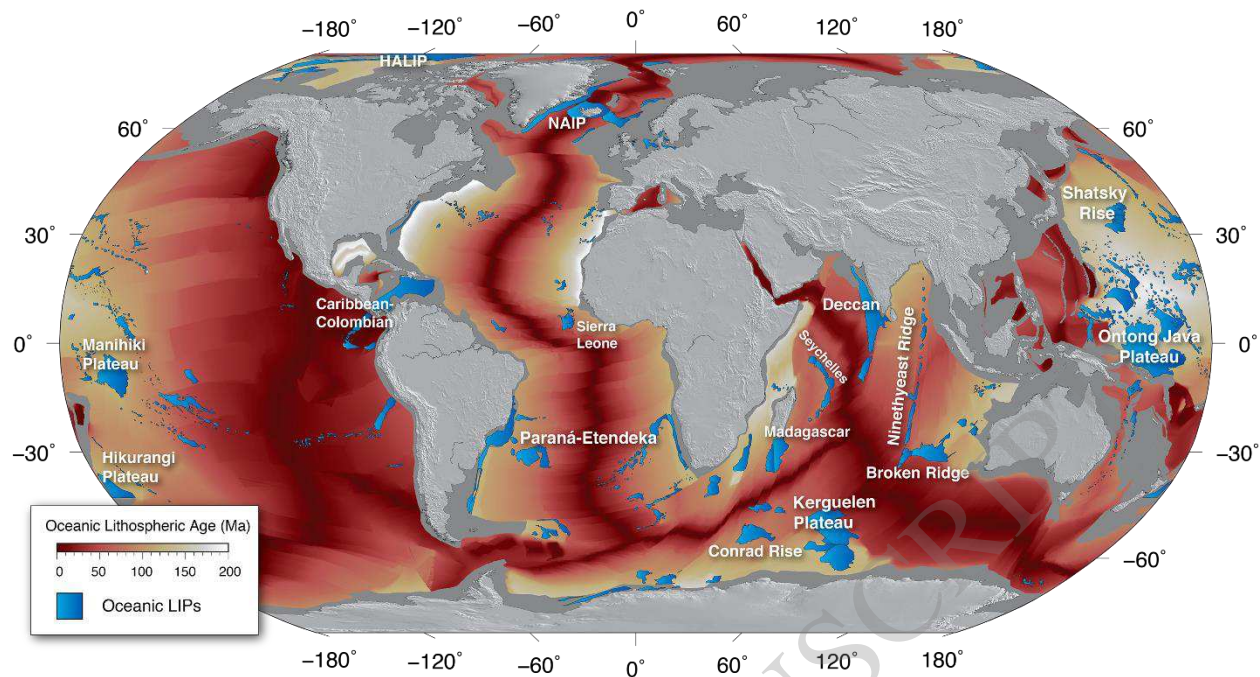 −180˚ −120˚ −60˚ 0˚ 60˚ 120˚ 180˚
HALIP
NAIP
60˚ 60˚
Shatsky
Rise
30˚ 30˚
Caribbean-
Colombian
Sierra
Leone
Deccan
Ninethyeast Ridge
Seychelles
0˚ 0˚
Manihiki
Plateau
Ontong Java
Plateau
Paraná-Etendeka
Madagascar
−30˚ −30˚
Hikurangi
Plateau
Broken Ridge
Kerguelen
Plateau
Conrad Rise
−60˚
Oceanic Lithospheric Age (Ma)
0 50 100 150 200
Oceanic LIPs
−180˚ −120˚ −60˚ 0˚ 60˚ 120˚ 180˚